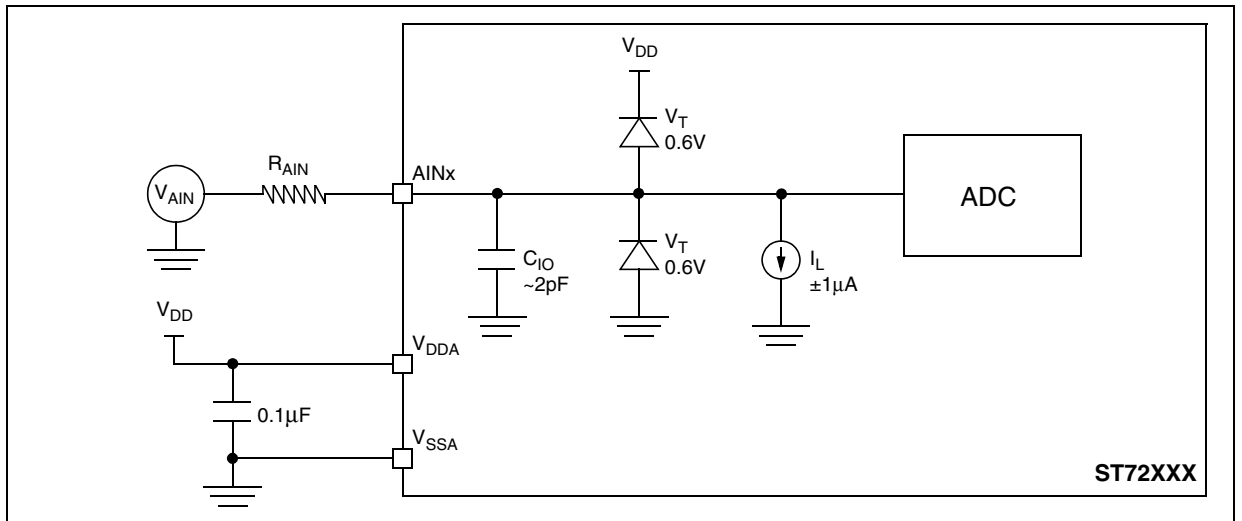 V_DD
V_T
0.6V
R_AIN
AINx
V_AIN
ADC
C_IO
~2pF
V_T
0.6V
I_L
±1μA
V_DD
V_DDA
0.1μF
V_SSA
ST72XXX